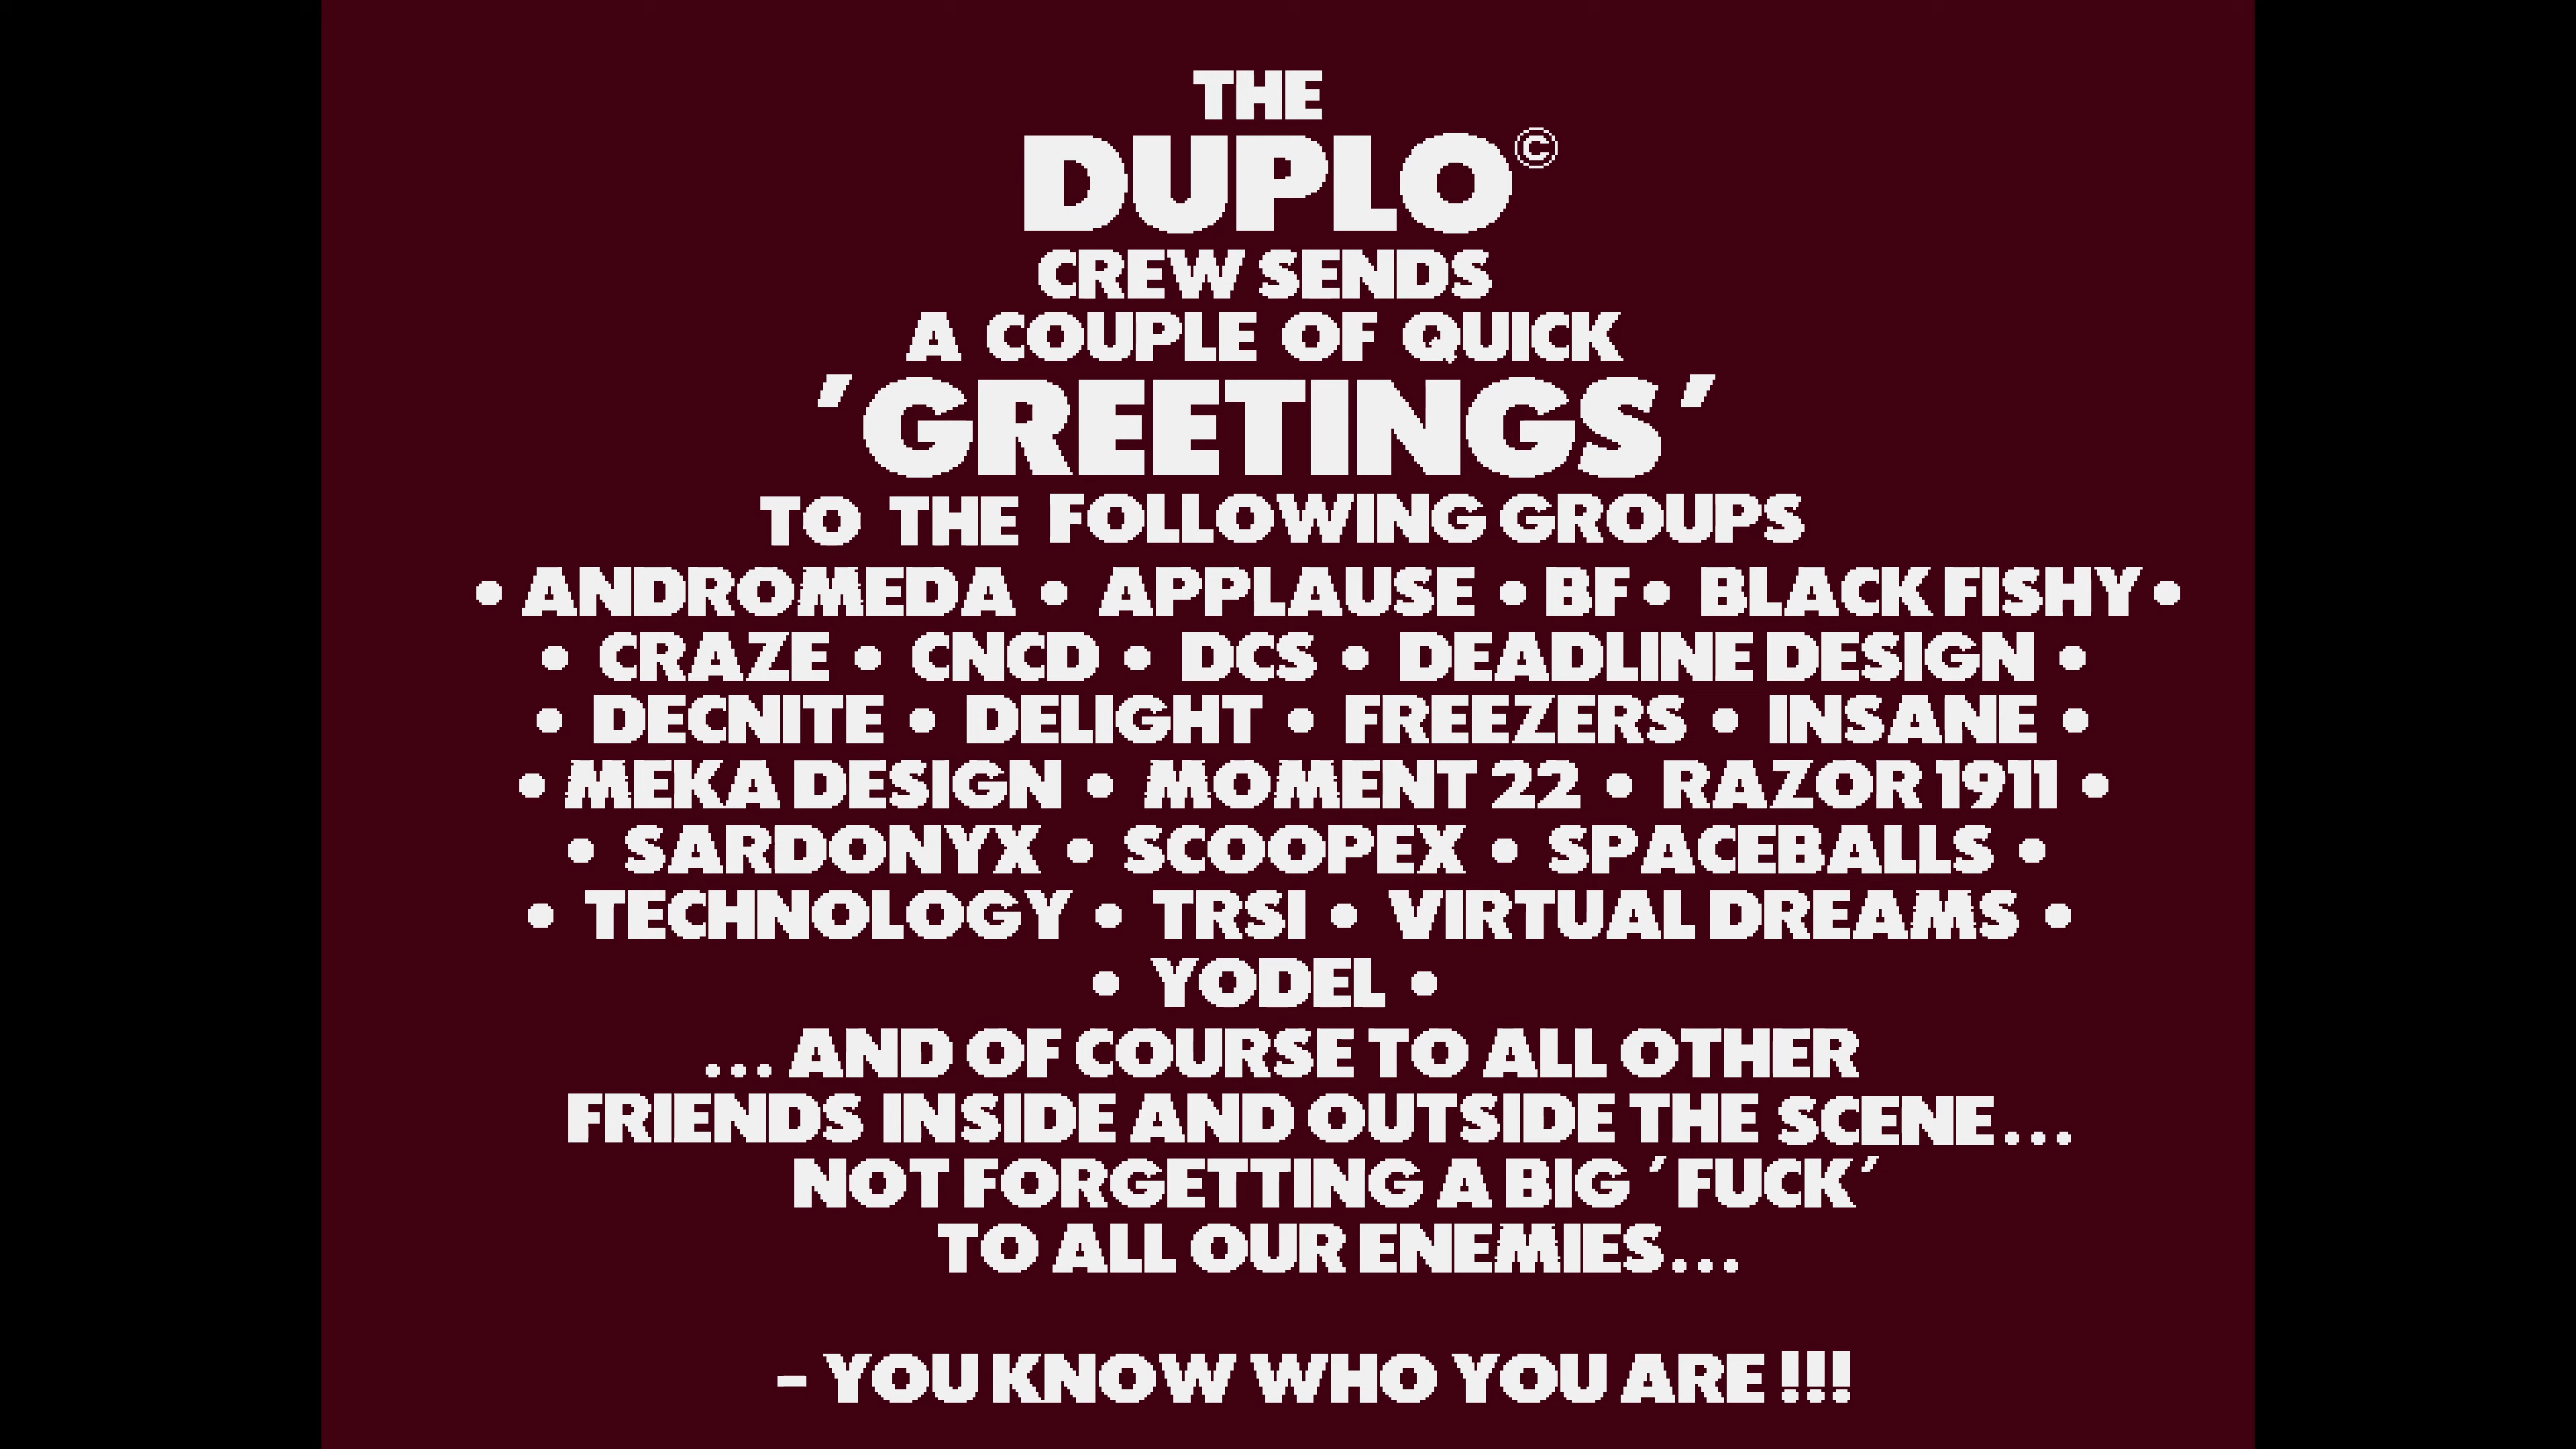 THE
DUPLO©
CREW SENDS
A COUPLE OF QUICK
'GREETINGS'
TO THE FOLLOWING GROUPS
• ANDROMEDA • APPLAUSE • BF • BLACK FISHY •
• CRAZE • CNCD • DCS • DEADLINE DESIGN •
• DECNITE • DELIGHT • FREEZERS • INSANE •
• MEKA DESIGN • MOMENT 22 • RAZOR 1911 •
• SARDONYX • SCOOPEX • SPACEBALLS •
• TECHNOLOGY • TRSI • VIRTUAL DREAMS •
• YODEL •
... AND OF COURSE TO ALL OTHER
FRIENDS INSIDE AND OUTSIDE THE SCENE...
NOT FORGETTING A BIG 'FUCK'
TO ALL OUR ENEMIES...
- YOU KNOW WHO YOU ARE !!!